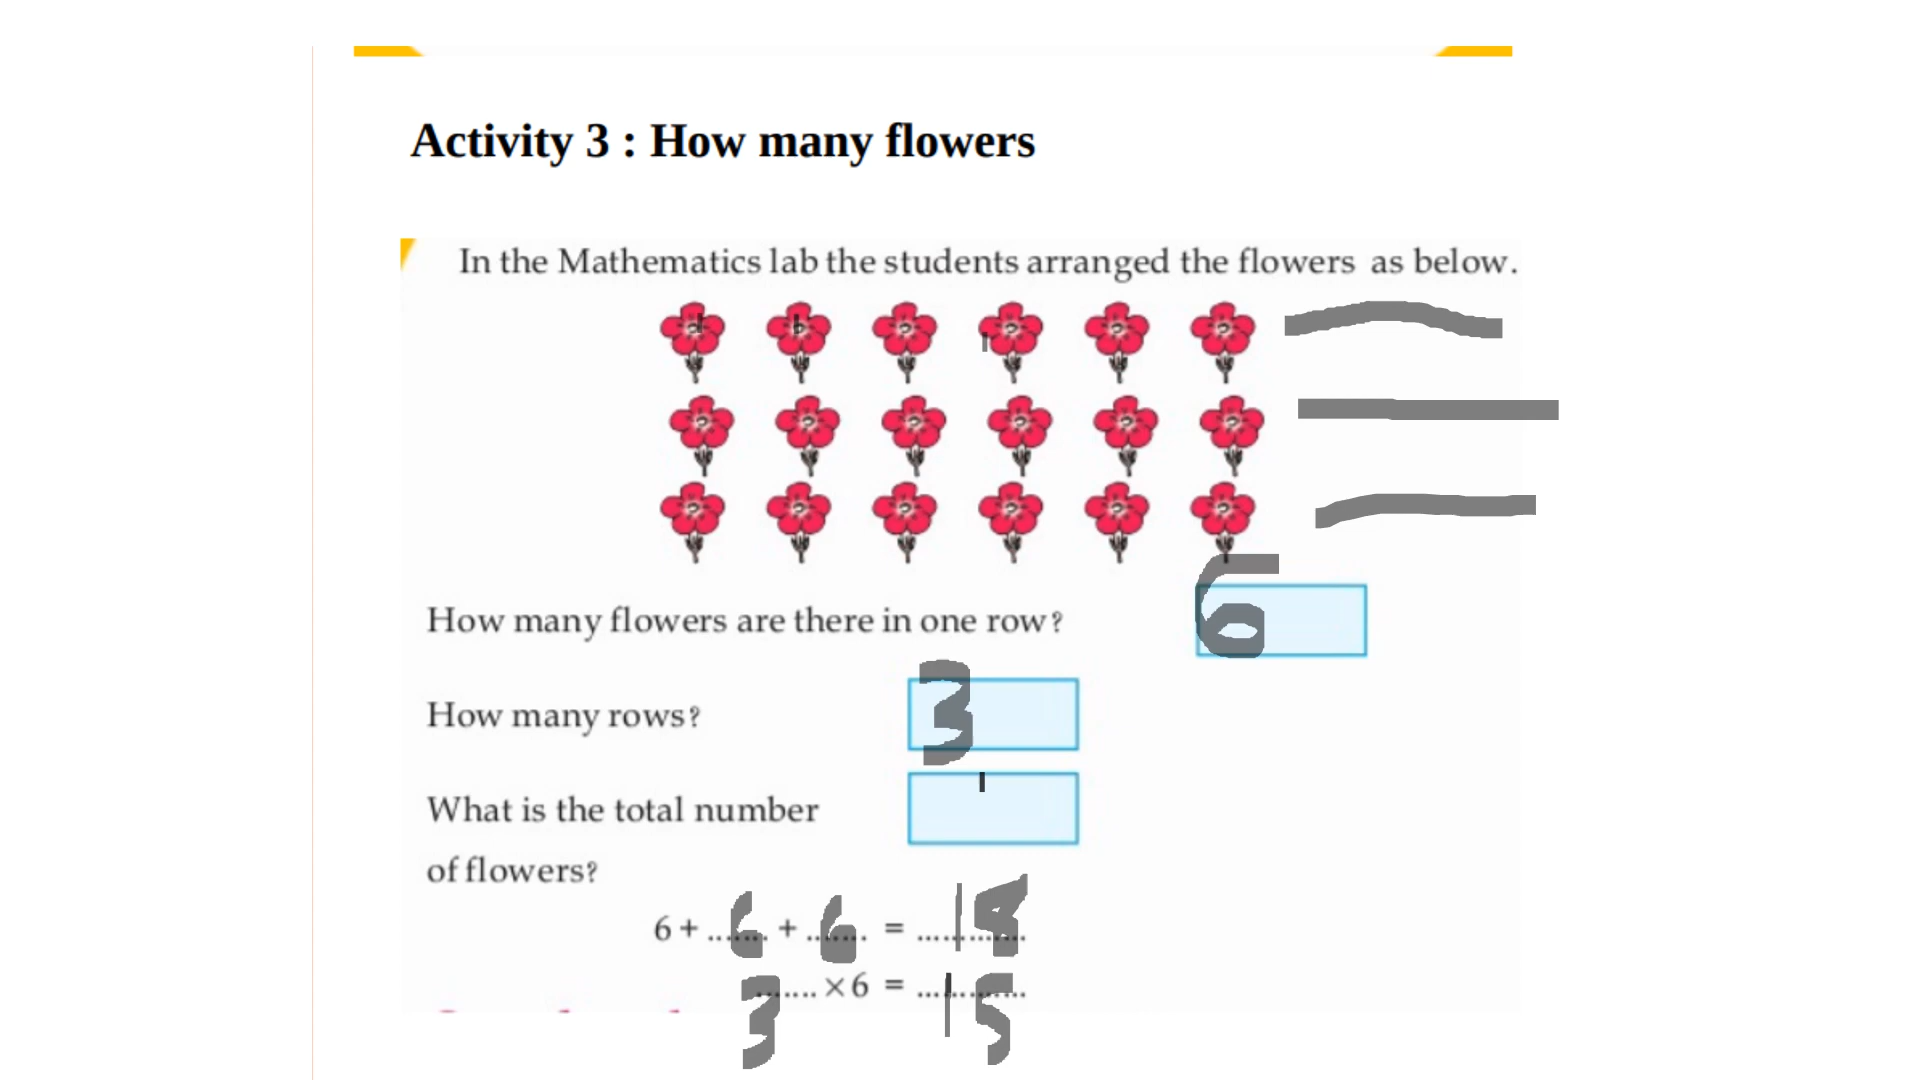 Activity 3 : How many flowers
In the Mathematics lab the students arranged the flowers as below.
How many flowers are there in one row? 6
How many rows? 3
What is the total number
of flowers?
6 + 6 + 6 = 18
3 × 6 = 15